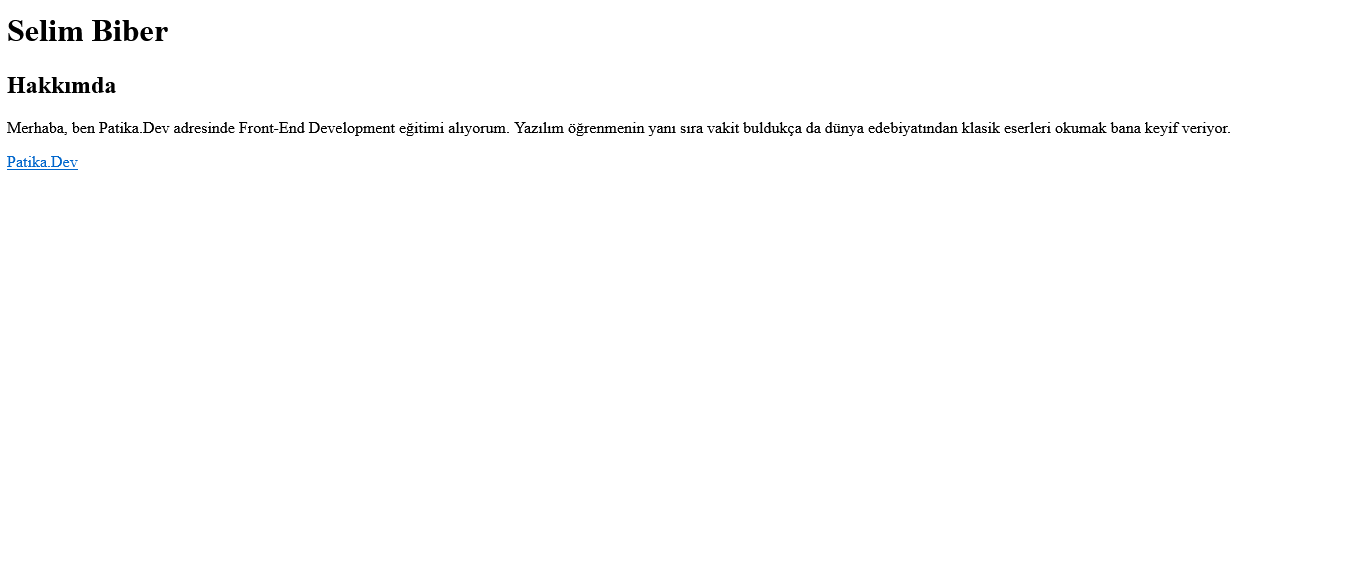 Selim Biber
Hakkımda
Merhaba, ben Patika.Dev adresinde Front-End Development eğitimi alıyorum. Yazılım öğrenmenin yanı sıra vakit buldukça da dünya edebiyatından klasik eserleri okumak bana keyif veriyor.
Patika.Dev